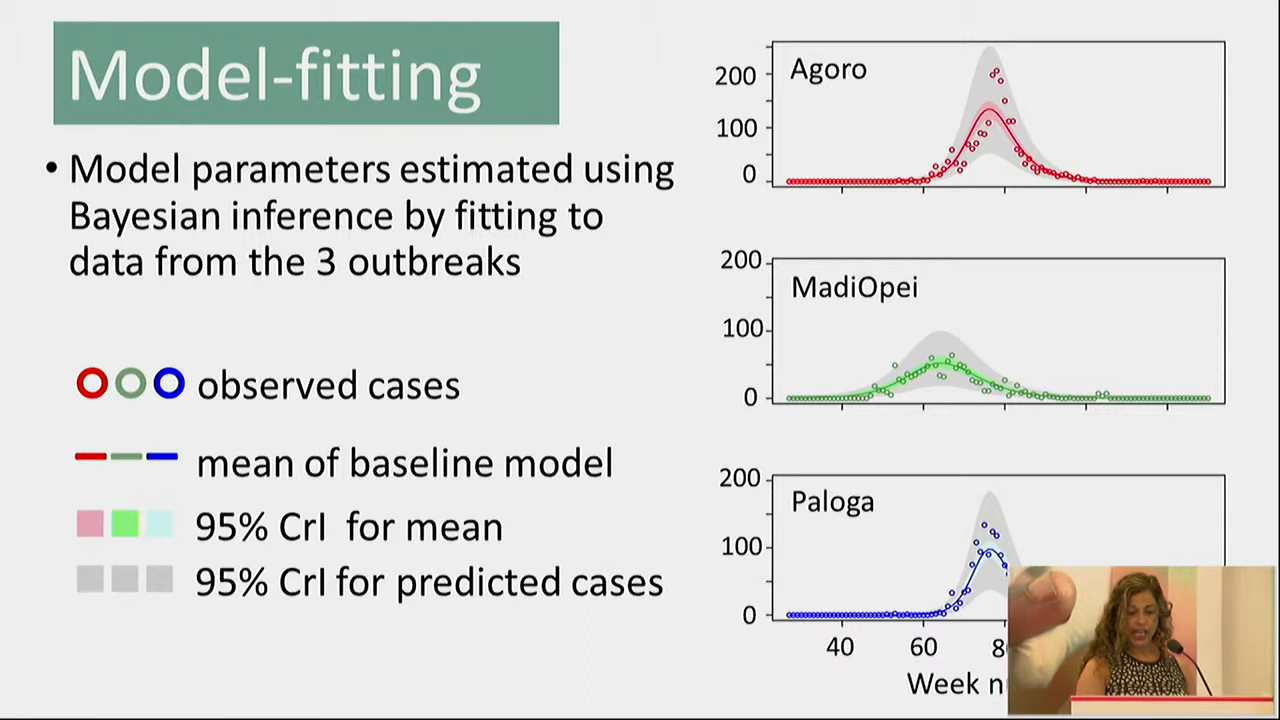 Model-fitting
• Model parameters estimated using
Bayesian inference by fitting to
data from the 3 outbreaks
observed cases
mean of baseline model
95% CrI for mean
95% CrI for predicted cases
Agoro
200
100
0
MadiOpei
200
100
0
Paloga
200
100
0
40 60
Week